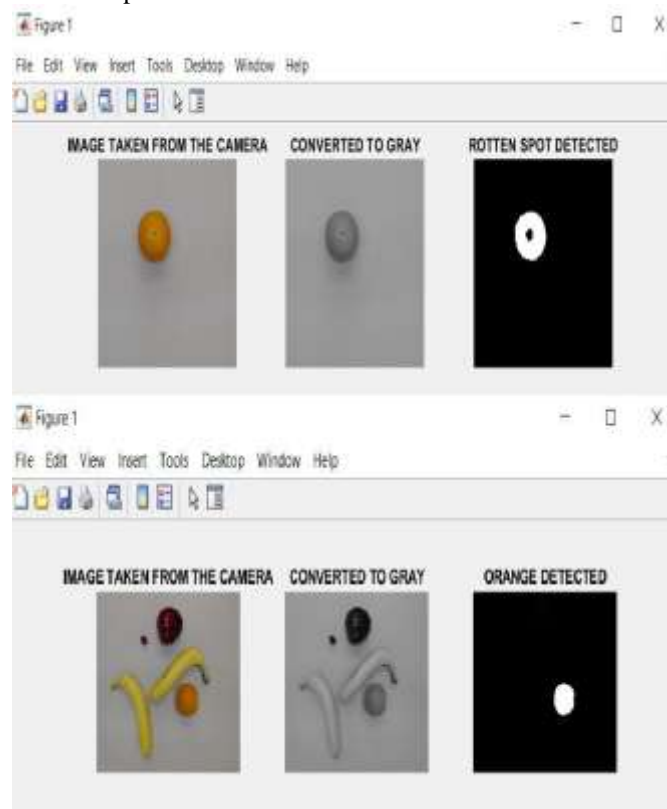 Figure 1
File Edit View Insert Tools Desktop Window Help
IMAGE TAKEN FROM THE CAMERA CONVERTED TO GRAY ROTTEN SPOT DETECTED
Figure 1
File Edit View Insert Tools Desktop Window Help
IMAGE TAKEN FROM THE CAMERA CONVERTED TO GRAY ORANGE DETECTED